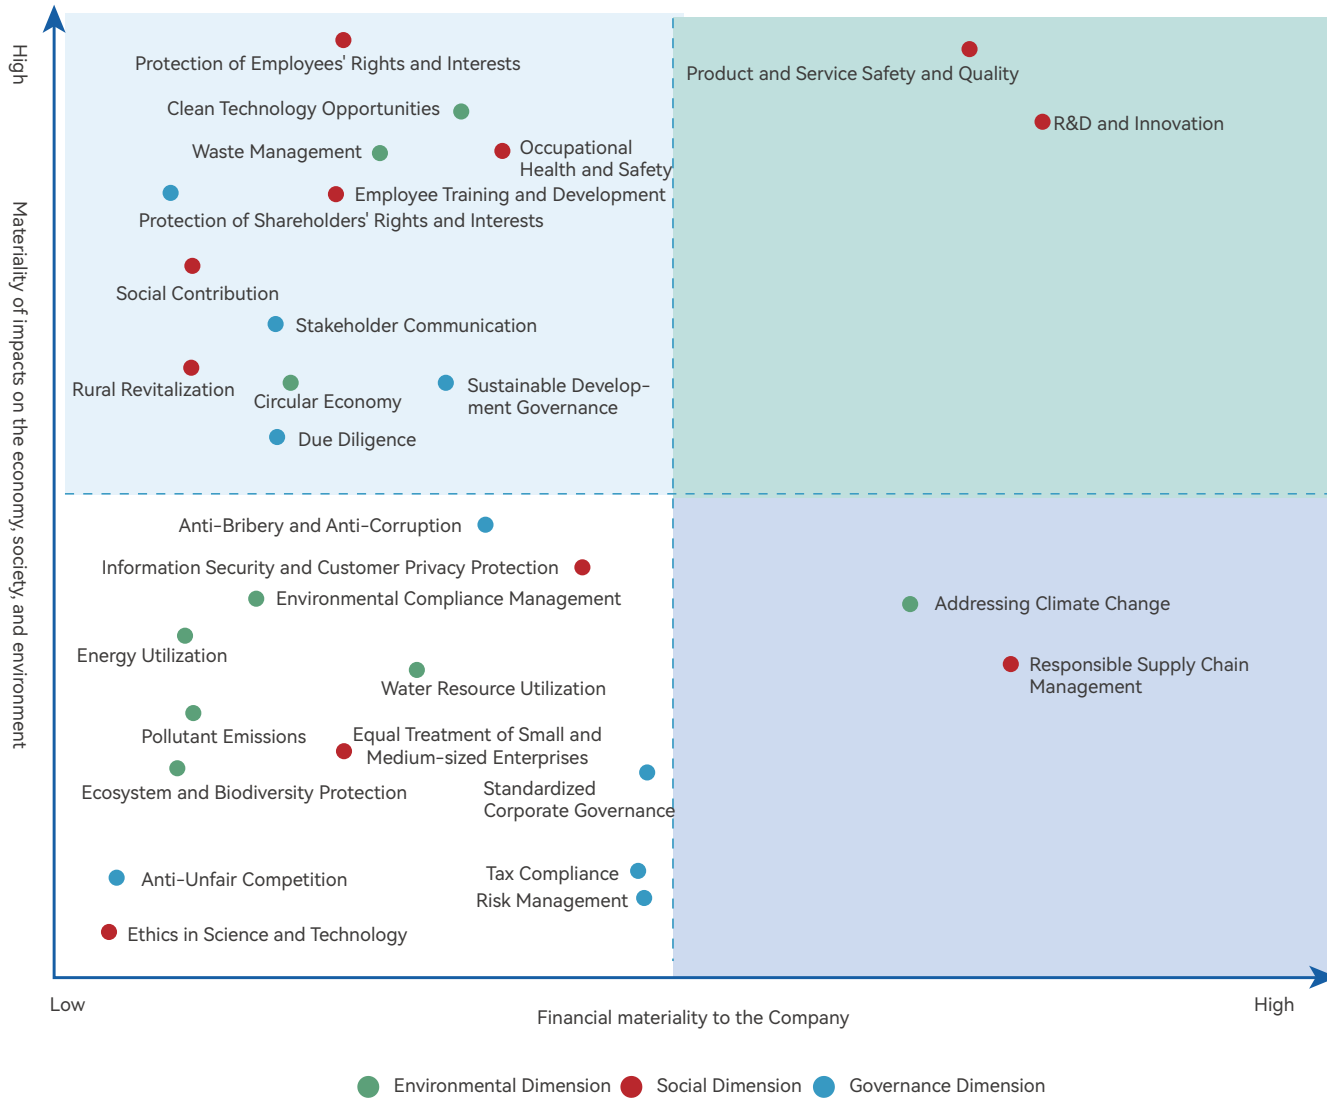 High
Materiality of impacts on the economy, society, and environment
Protection of Employees' Rights and Interests
Clean Technology Opportunities
Waste Management
Occupational
Health and Safety
Employee Training and Development
Protection of Shareholders' Rights and Interests
Social Contribution
Stakeholder Communication
Rural Revitalization
Circular Economy
Sustainable Develop-
ment Governance
Due Diligence
Product and Service Safety and Quality
R&D and Innovation
Anti-Bribery and Anti-Corruption
Information Security and Customer Privacy Protection
Environmental Compliance Management
Energy Utilization
Water Resource Utilization
Pollutant Emissions
Equal Treatment of Small and
Medium-sized Enterprises
Ecosystem and Biodiversity Protection
Standardized
Corporate Governance
Anti-Unfair Competition
Tax Compliance
Risk Management
Ethics in Science and Technology
Addressing Climate Change
Responsible Supply Chain
Management
Low
High
Financial materiality to the Company
Environmental Dimension
Social Dimension
Governance Dimension